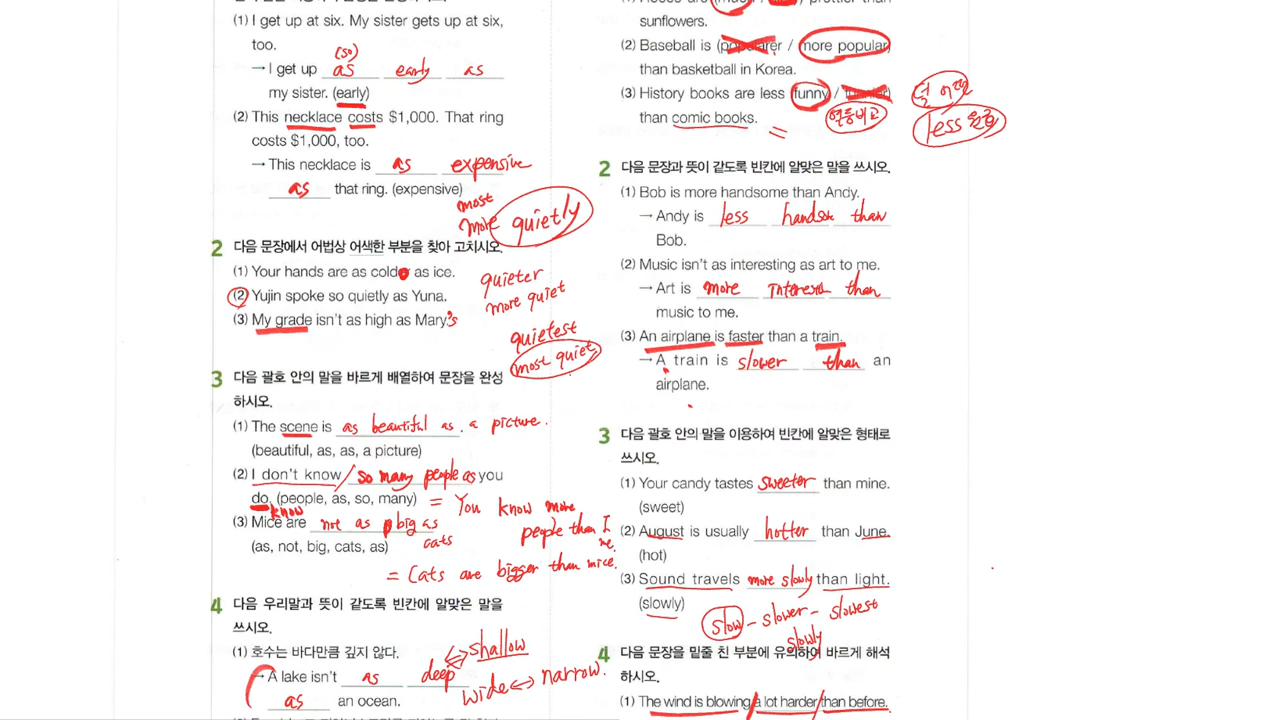 (1) I get up at six. My sister gets up at six,
too.
(so)
→ I get up as early as
my sister. (early)
(2) This necklace costs $1,000. That ring
costs $1,000, too.
→ This necklace is as expensive
as that ring. (expensive)
most
more quietly
2 다음 문장에서 어법상 어색한 부분을 찾아 고치시오.
(1) Your hands are as cold as ice.
(2) Yujin spoke so quietly as Yuna.
(3) My grade isn't as high as Mary's
quieter
more quiet
quietest
most quiet
3 다음 괄호 안의 말을 바르게 배열하여 문장을 완성
하시오.
(1) The scene is as beautiful as a picture.
(beautiful, as, as, a picture)
(2) I don't know / so many people as you
do. (people, as, so, many)
know
= You know more
people than I
me.
(3) Mice are not as big as
cats
(as, not, big, cats, as)
= Cats are bigger than mice.
4 다음 우리말과 뜻이 같도록 빈칸에 알맞은 말을
쓰시오.
(1) 호수는 바다만큼 깊지 않다.
→ A lake isn't as deep
as an ocean.
↔ shallow
wide ↔ narrow.
sunflowers.
(2) Baseball is (popularer / more popular)
than basketball in Korea.
(3) History books are less (funny /
than comic books.
열등비교
=
덜
less 원급
2 다음 문장과 뜻이 같도록 빈칸에 알맞은 말을 쓰시오.
(1) Bob is more handsome than Andy.
→ Andy is less than
Bob.
(2) Music isn't as interesting as art to me.
→ Art is more than
music to me.
(3) An airplane is faster than a train.
→ A train is slower than an
airplane.
3 다음 괄호 안의 말을 이용하여 빈칸에 알맞은 형태로
쓰시오.
(1) Your candy tastes sweeter than mine.
(sweet)
(2) August is usually hotter than June.
(hot)
(3) Sound travels more slowly than light.
(slowly)
slow - slower - slowest
slowly
4 다음 문장을 밑줄 친 부분에 유의하여 바르게 해석
하시오.
(1) The wind is blowing / a lot harder / than before.